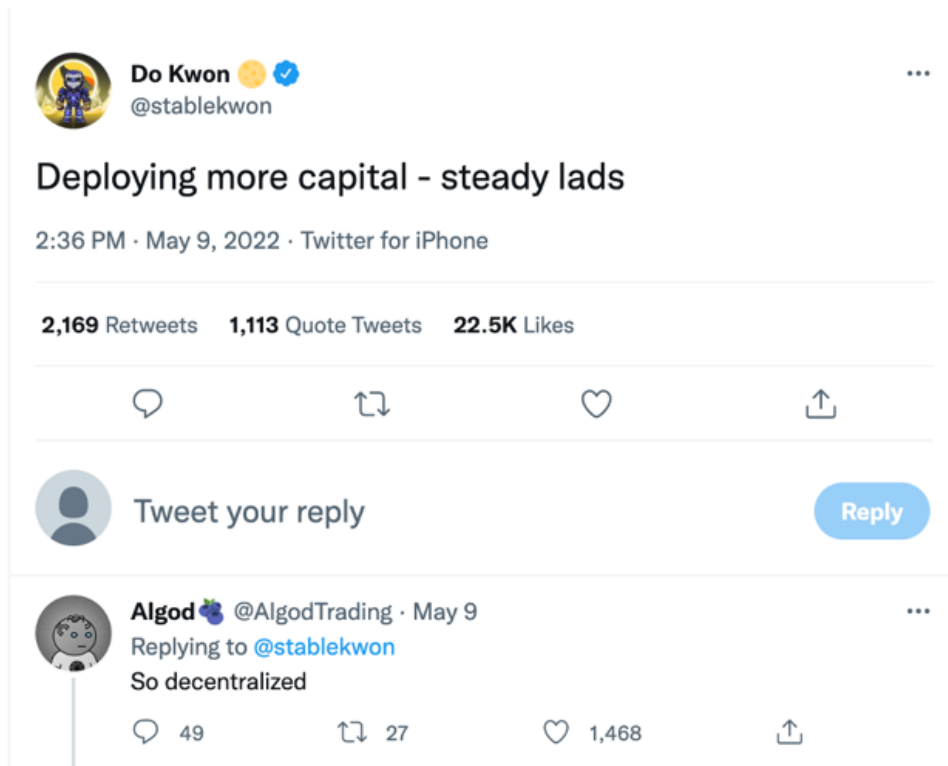 Do Kwon
@stablekwon
Deploying more capital - steady lads
2:36 PM · May 9, 2022 · Twitter for iPhone
2,169 Retweets 1,113 Quote Tweets 22.5K Likes
Tweet your reply
Reply
Algod @AlgodTrading · May 9
Replying to @stablekwon
So decentralized
49 27 1,468